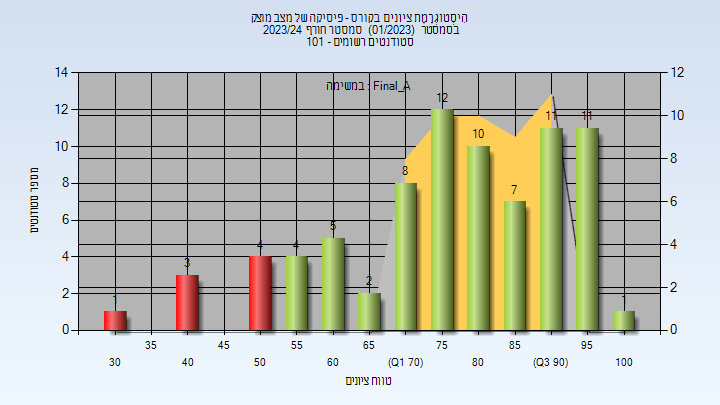 הִיסְטוֹגְרָמַת ציונים בקורס - פיסיקה של מצב מוצק
בסֵמֶסְטֶר (01/2023) סמסטר חורף 2023/24
סטודנטים רשומים - 101
במשימה : Final_A
מספר סטודנטים
14 12 10 8 6 4 2 0
12 10 8 6 4 2 0
1 3 4 4 5 2 8 12 10 7 11 11 1
35 45 55 65 75 85 95
30 40 50 60 (Q1 70) 80 (Q3 90) 100
טווח ציונים